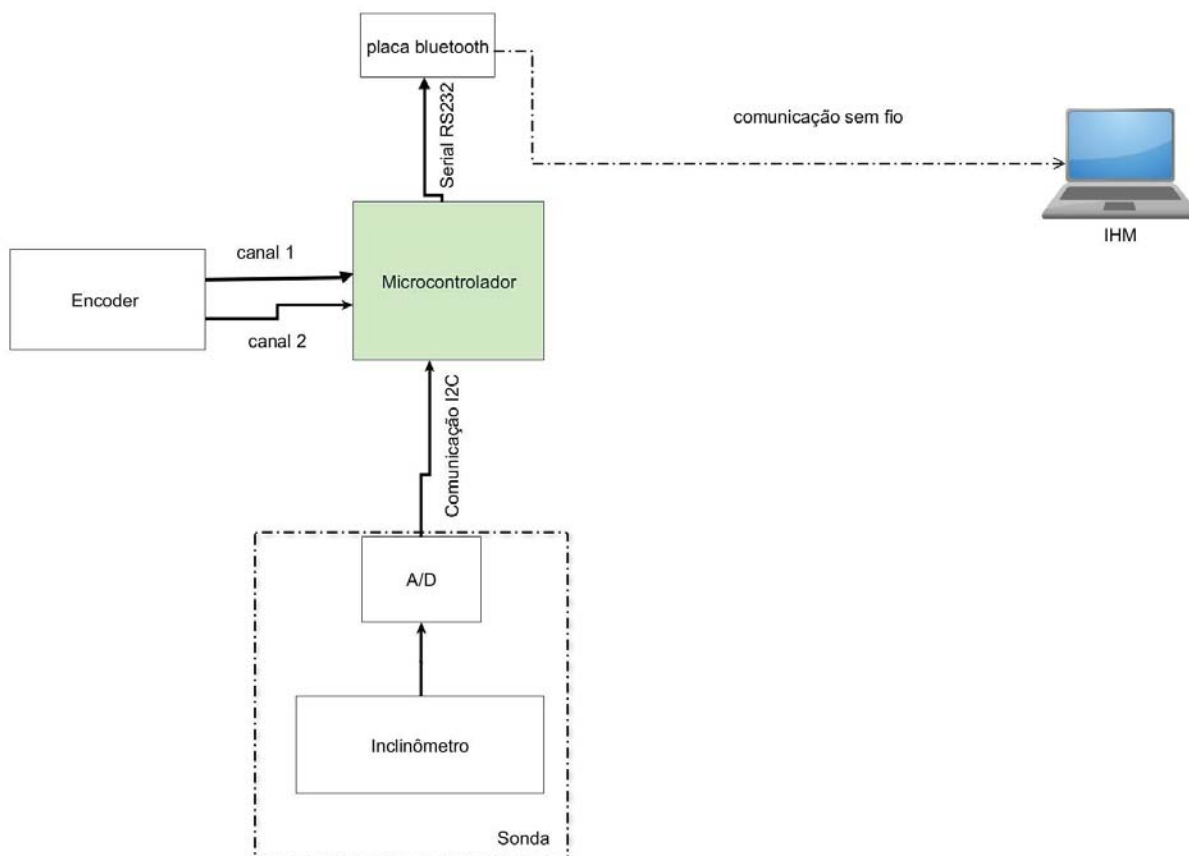 placa bluetooth
Serial RS232
comunicação sem fio
IHM
canal 1
Encoder
canal 2
Microcontrolador
Comunicação I2C
A/D
Inclinômetro
Sonda